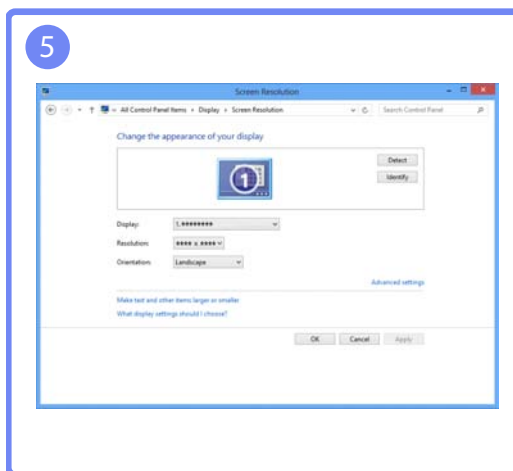 5
Screen Resolution
All Control Panel Items Display Screen Resolution
Search Control Panel
Change the appearance of your display
1
Detect
Identify
Display: 1.********
Resolution: **** x ****
Orientation: Landscape
Advanced settings
Make text and other items larger or smaller
What display settings should I choose?
OK Cancel Apply